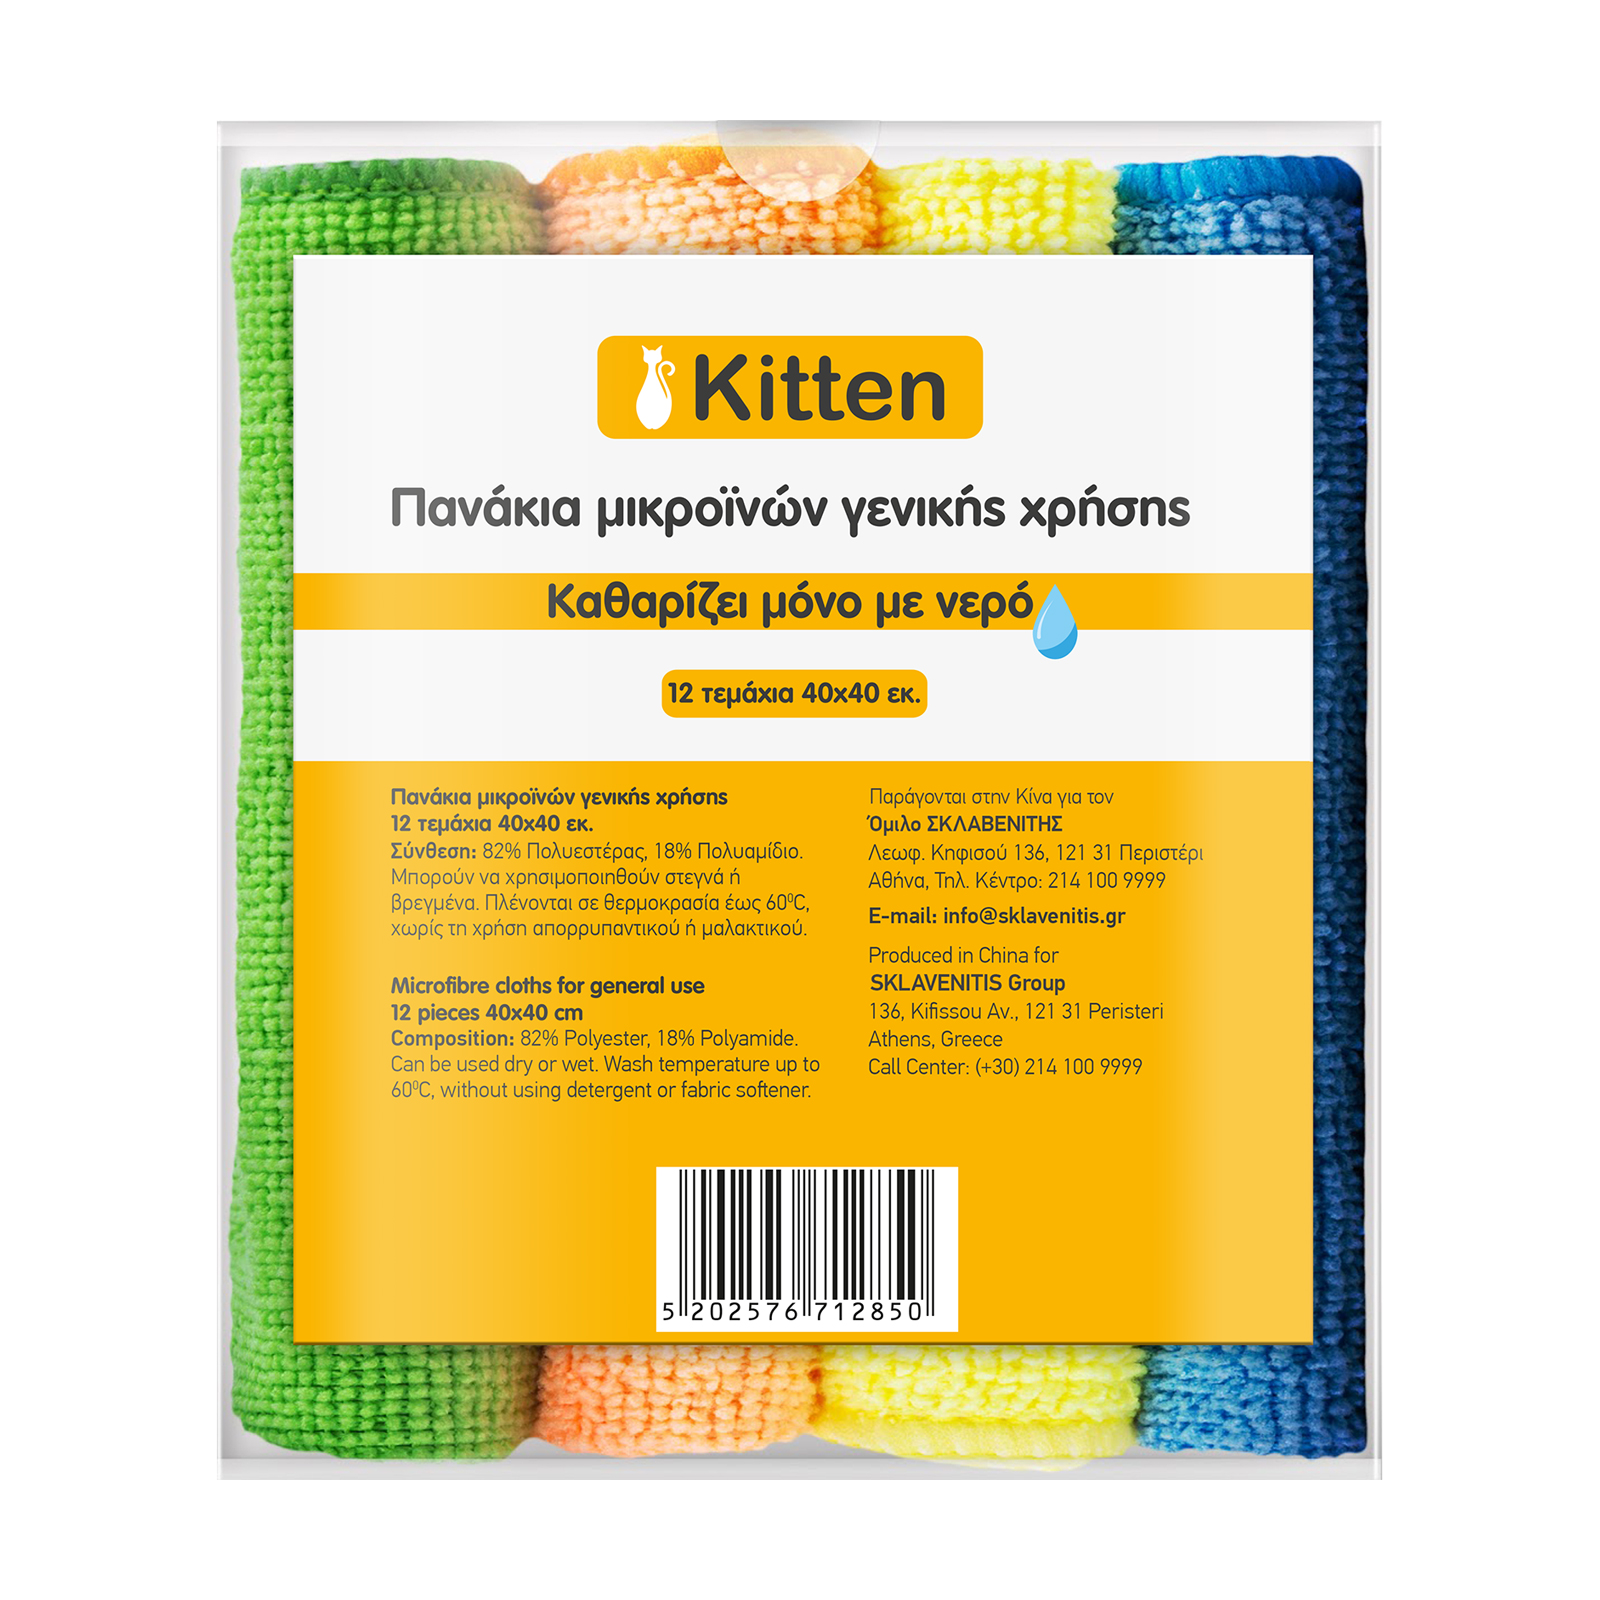 Kitten
Πανάκια μικροϊνών γενικής χρήσης
Καθαρίζει μόνο με νερό
12 τεμάχια 40x40 εκ.
Πανάκια μικροϊνών γενικής χρήσης
12 τεμάχια 40x40 εκ.
Σύνθεση: 82% Πολυεστέρας, 18% Πολυαμίδιο.
Μπορούν να χρησιμοποιηθούν στεγνά ή
βρεγμένα. Πλένονται σε θερμοκρασία έως 60⁰C,
χωρίς τη χρήση απορρυπαντικού ή μαλακτικού.
Microfibre cloths for general use
12 pieces 40x40 cm
Composition: 82% Polyester, 18% Polyamide.
Can be used dry or wet. Wash temperature up to
60⁰C, without using detergent or fabric softener.
Παράγονται στην Κίνα για τον
Όμιλο ΣΚΛΑΒΕΝΙΤΗΣ
Λεωφ. Κηφισού 136, 121 31 Περιστέρι
Αθήνα, Τηλ. Κέντρο: 214 100 9999
E-mail: info@sklavenitis.gr
Produced in China for
SKLAVENITIS Group
136, Kifissou Av., 121 31 Peristeri
Athens, Greece
Call Center: (+30) 214 100 9999
5 202576 712850